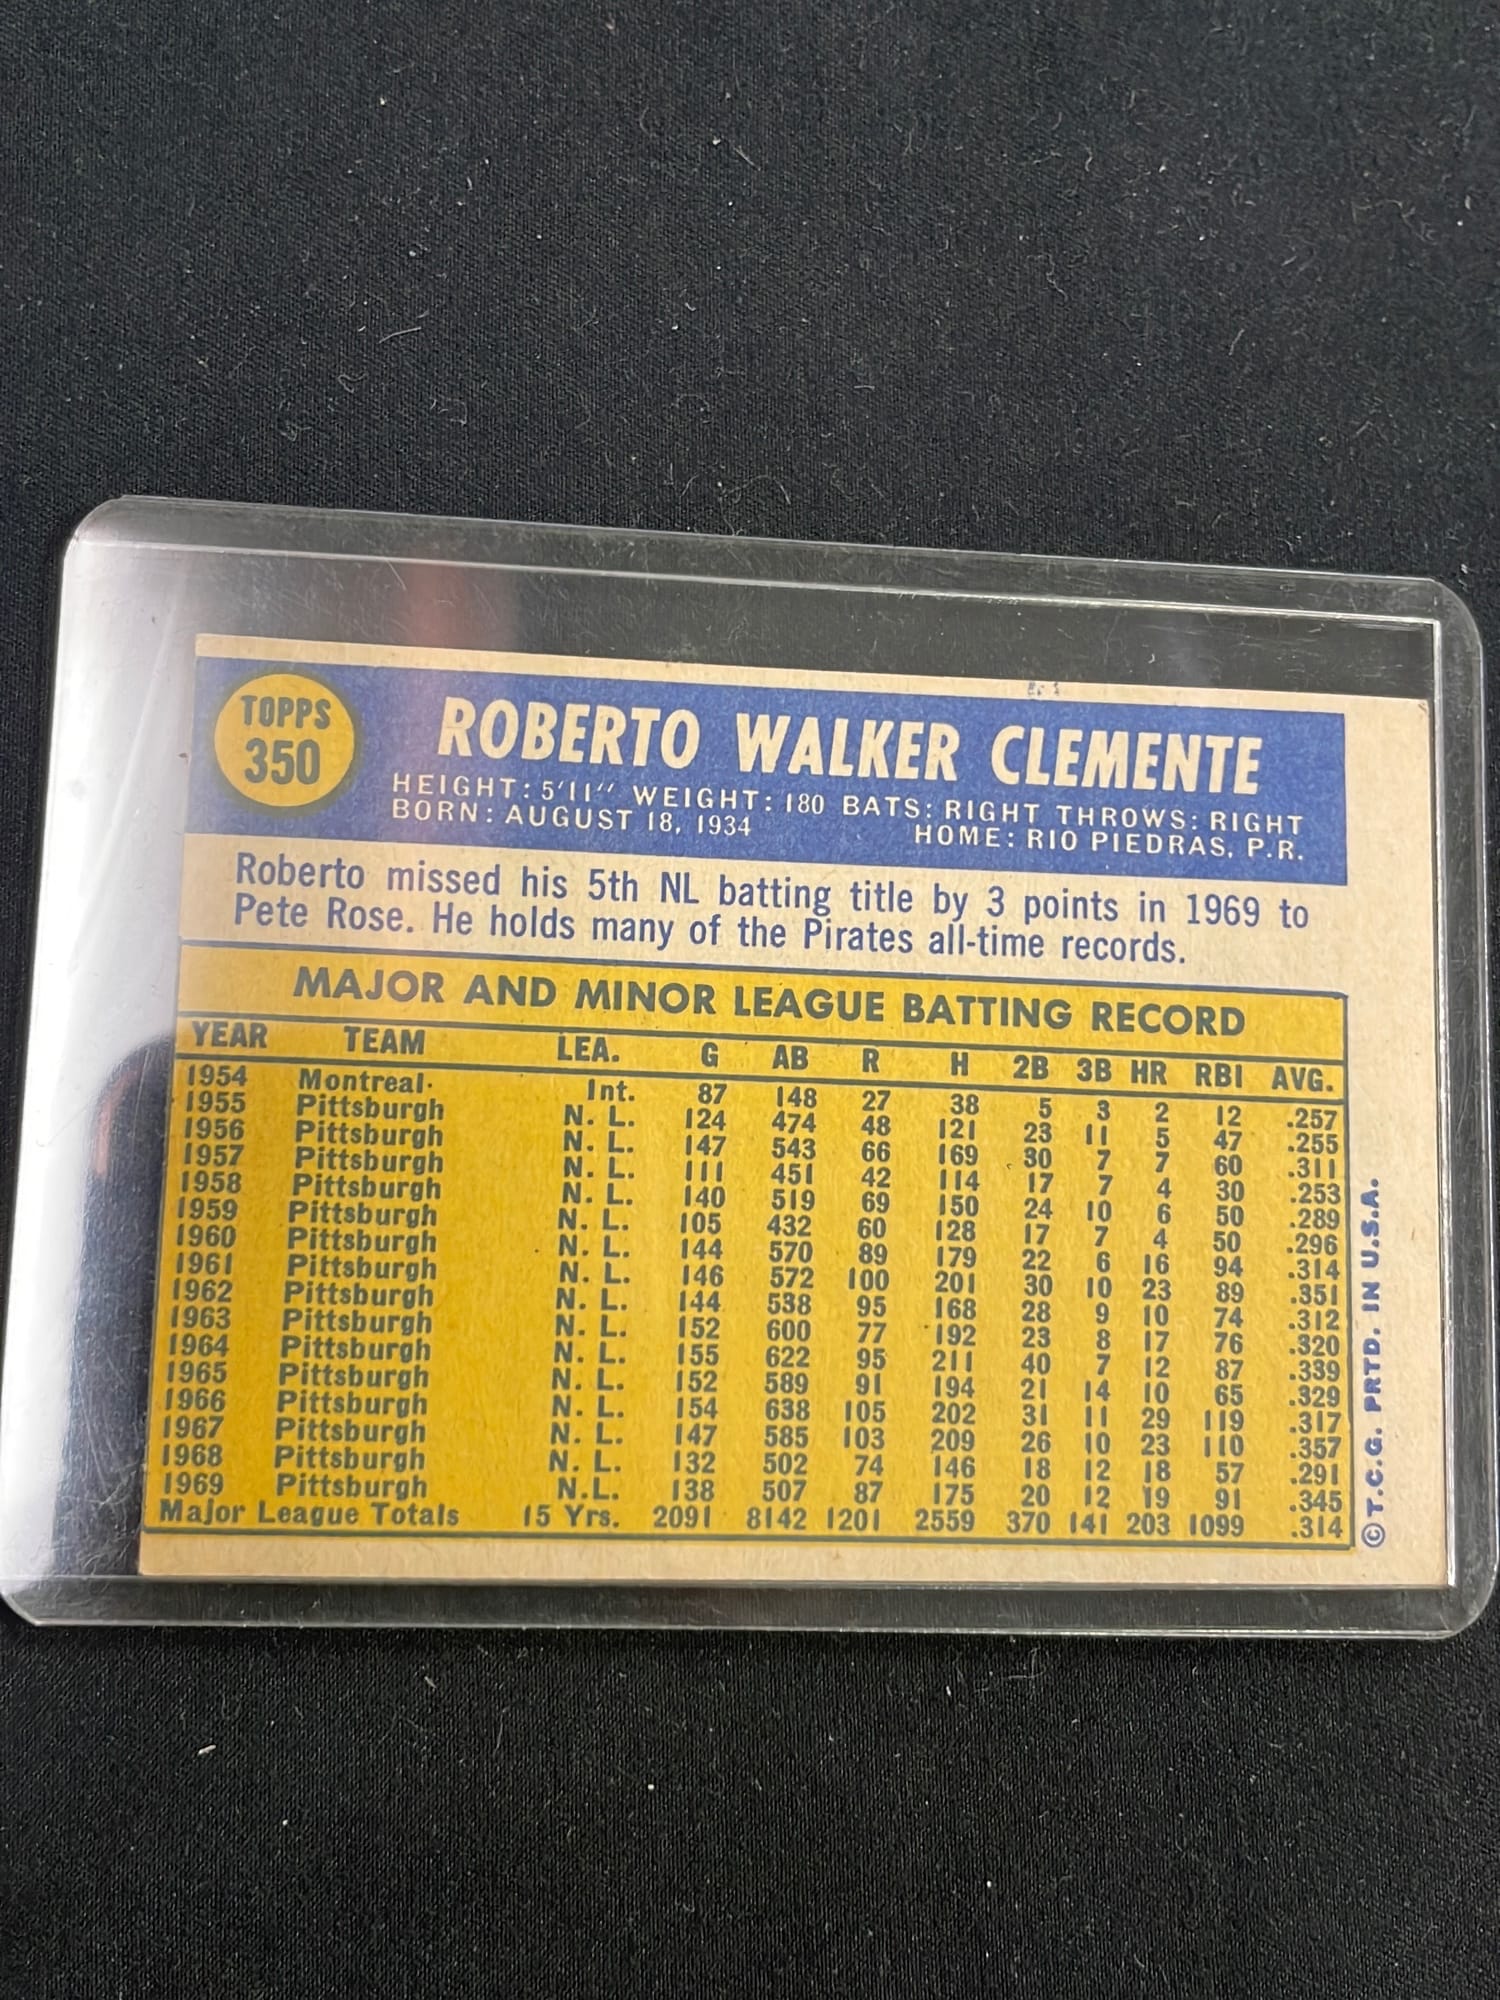 TOPPS
350
ROBERTO WALKER CLEMENTE
HEIGHT: 5'11" WEIGHT: 180 BATS: RIGHT THROWS: RIGHT
BORN: AUGUST 18, 1934 HOME: RIO PIEDRAS, P.R.
Roberto missed his 5th NL batting title by 3 points in 1969 to
Pete Rose. He holds many of the Pirates all-time records.
MAJOR AND MINOR LEAGUE BATTING RECORD
YEAR TEAM LEA. G AB R H 2B 3B HR RBI AVG.
1954 Montreal Int. 87 148 27 38 5 3 2 12 .257
1955 Pittsburgh N. L. 124 474 48 121 23 11 5 47 .255
1956 Pittsburgh N. L. 147 543 66 169 30 7 7 60 .311
1957 Pittsburgh N. L. 111 451 42 114 17 7 4 30 .253
1958 Pittsburgh N. L. 140 519 69 150 24 10 6 50 .289
1959 Pittsburgh N. L. 105 432 60 128 17 7 4 50 .296
1960 Pittsburgh N. L. 144 570 89 179 22 6 16 94 .314
1961 Pittsburgh N. L. 146 572 100 201 30 10 23 89 .351
1962 Pittsburgh N. L. 144 538 95 168 28 9 10 74 .312
1963 Pittsburgh N. L. 152 600 77 192 23 8 17 76 .320
1964 Pittsburgh N. L. 155 622 95 211 40 7 12 87 .339
1965 Pittsburgh N. L. 152 589 91 194 21 14 10 65 .329
1966 Pittsburgh N. L. 154 638 105 202 31 11 29 119 .317
1967 Pittsburgh N. L. 147 585 103 209 26 10 23 110 .357
1968 Pittsburgh N. L. 132 502 74 146 18 12 18 57 .291
1969 Pittsburgh N.L. 138 507 87 175 20 12 19 91 .345
Major League Totals 15 Yrs. 2091 8142 1201 2559 370 141 203 1099 .314
© T.C.G. PRTD. IN U.S.A.